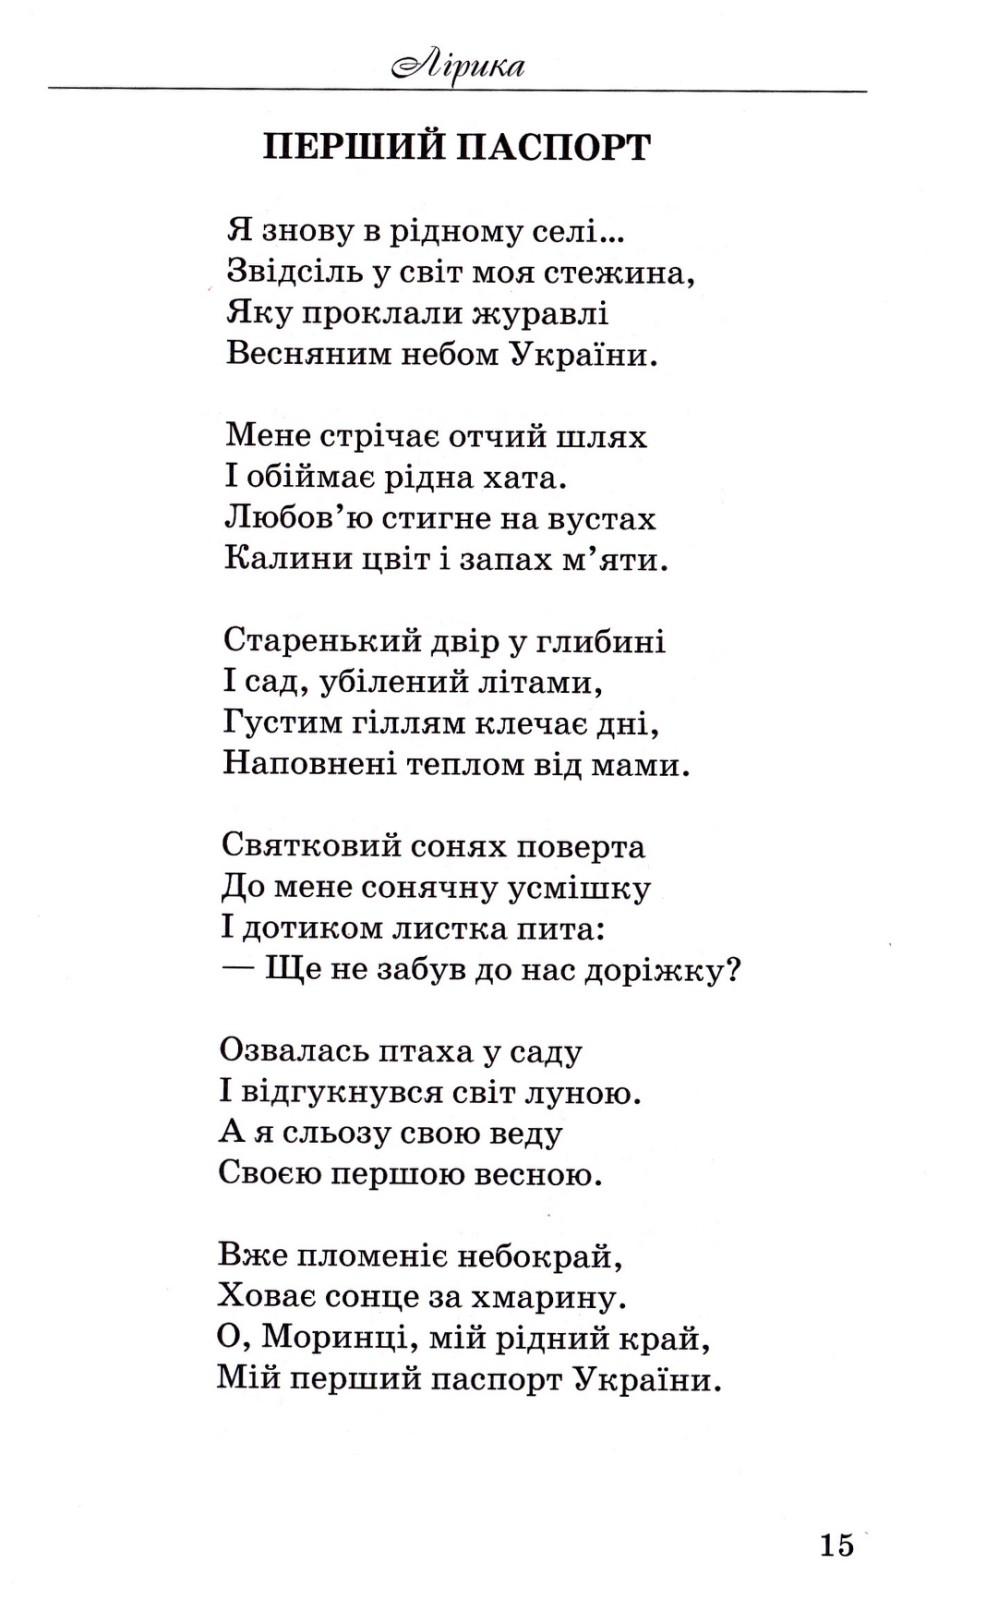 Лірика
ПЕРШИЙ ПАСПОРТ
Я знову в рідному селі...
Звідсіль у світ моя стежина,
Яку проклали журавлі
Весняним небом України.
Мене стрічає отчий шлях
І обіймає рідна хата.
Любов’ю стигне на вустах
Калини цвіт і запах м’яти.
Старенький двір у глибині
І сад, убілений літами,
Густим гіллям клечає дні,
Наповнені теплом від мами.
Святковий сонях поверта
До мене сонячну усмішку
І дотиком листка пита:
— Ще не забув до нас доріжку?
Озвалась птаха у саду
І відгукнувся світ луною.
А я сльозу свою веду
Своєю першою весною.
Вже пломеніє небокрай,
Ховає сонце за хмарину.
О, Моринці, мій рідний край,
Мій перший паспорт України.
15